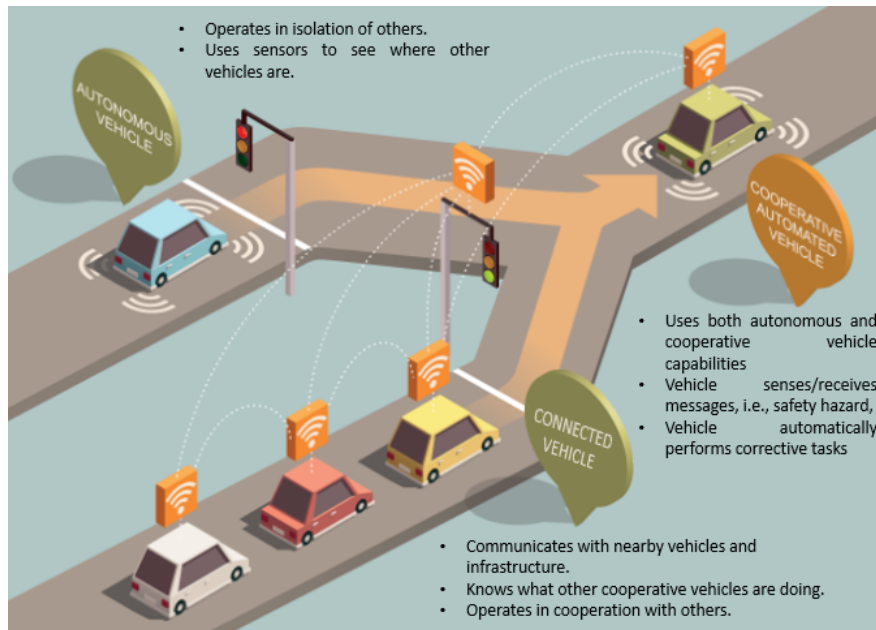 • Operates in isolation of others.
• Uses sensors to see where other
vehicles are.
AUTONOMOUS
VEHICLE
COOPERATIVE
AUTOMATED
VEHICLE
• Uses both autonomous and
cooperative vehicle
capabilities
• Vehicle senses/receives
messages, i.e., safety hazard,
• Vehicle automatically
performs corrective tasks
CONNECTED
VEHICLE
• Communicates with nearby vehicles and
infrastructure.
• Knows what other cooperative vehicles are doing.
• Operates in cooperation with others.